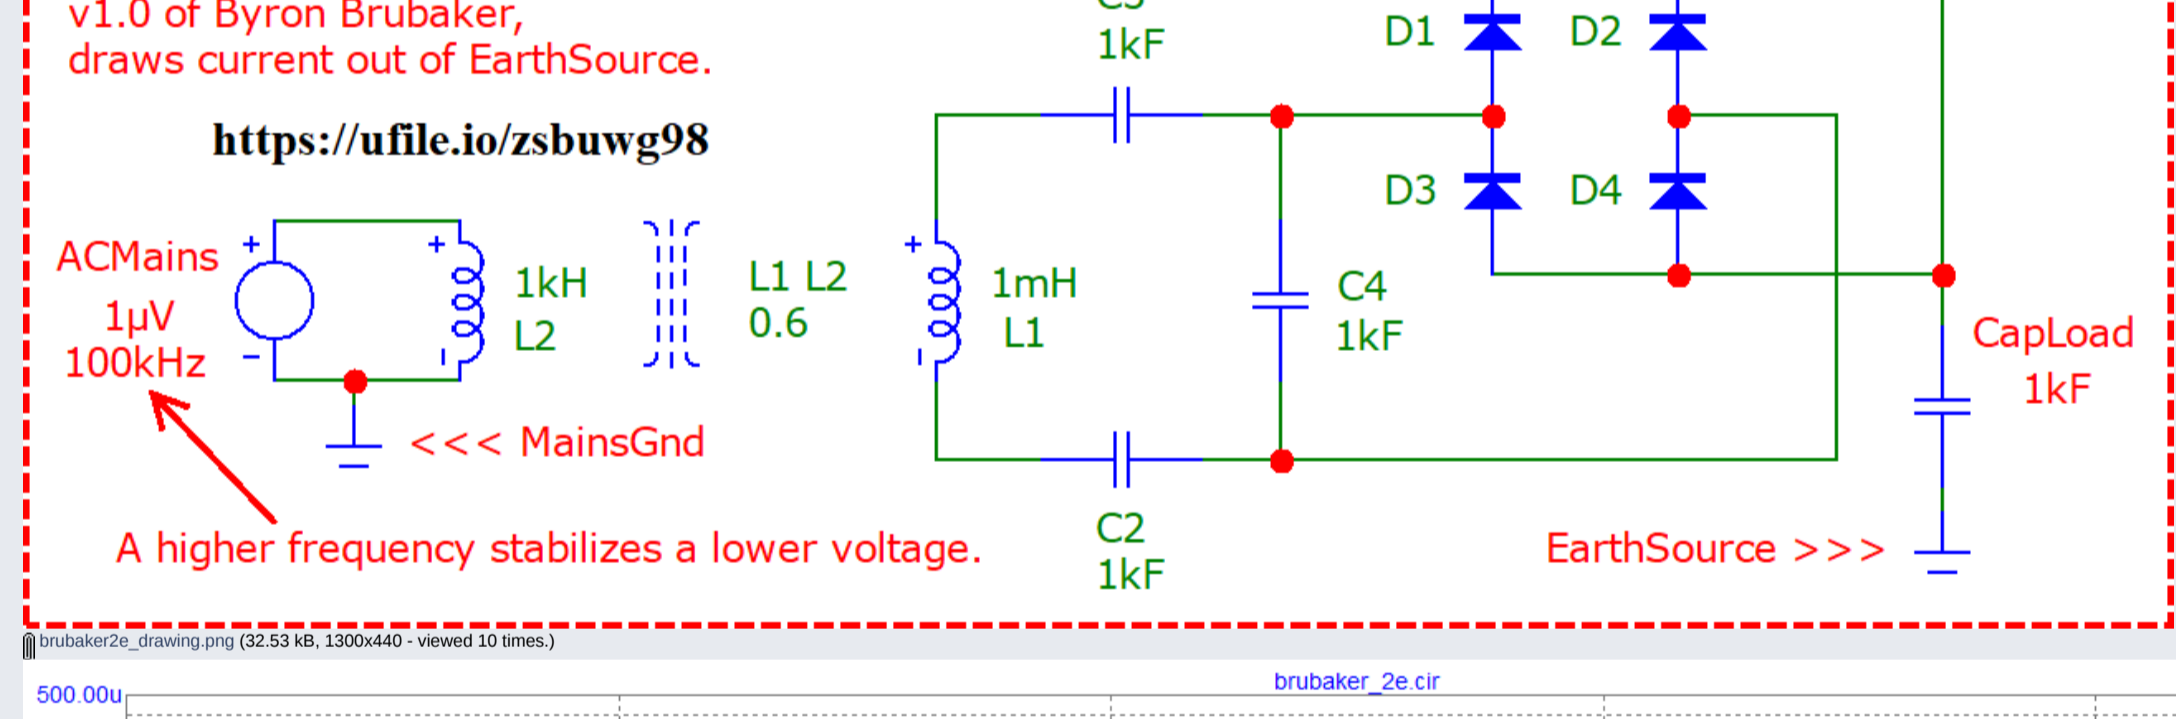 v1.0 of Byron Brubaker,
draws current out of EarthSource.
https://ufile.io/zsbuwg98
1kF
D1
D2
D3
D4
ACMains
1µV
100kHz
+
−
+
1kH
L2
L1 L2
0.6
+
1mH
L1
C4
1kF
CapLoad
1kF
<<< MainsGnd
A higher frequency stabilizes a lower voltage.
C2
1kF
EarthSource >>>
brubaker2e_drawing.png (32.53 kB, 1300x440 - viewed 10 times.)
brubaker_2e.cir
500.00u